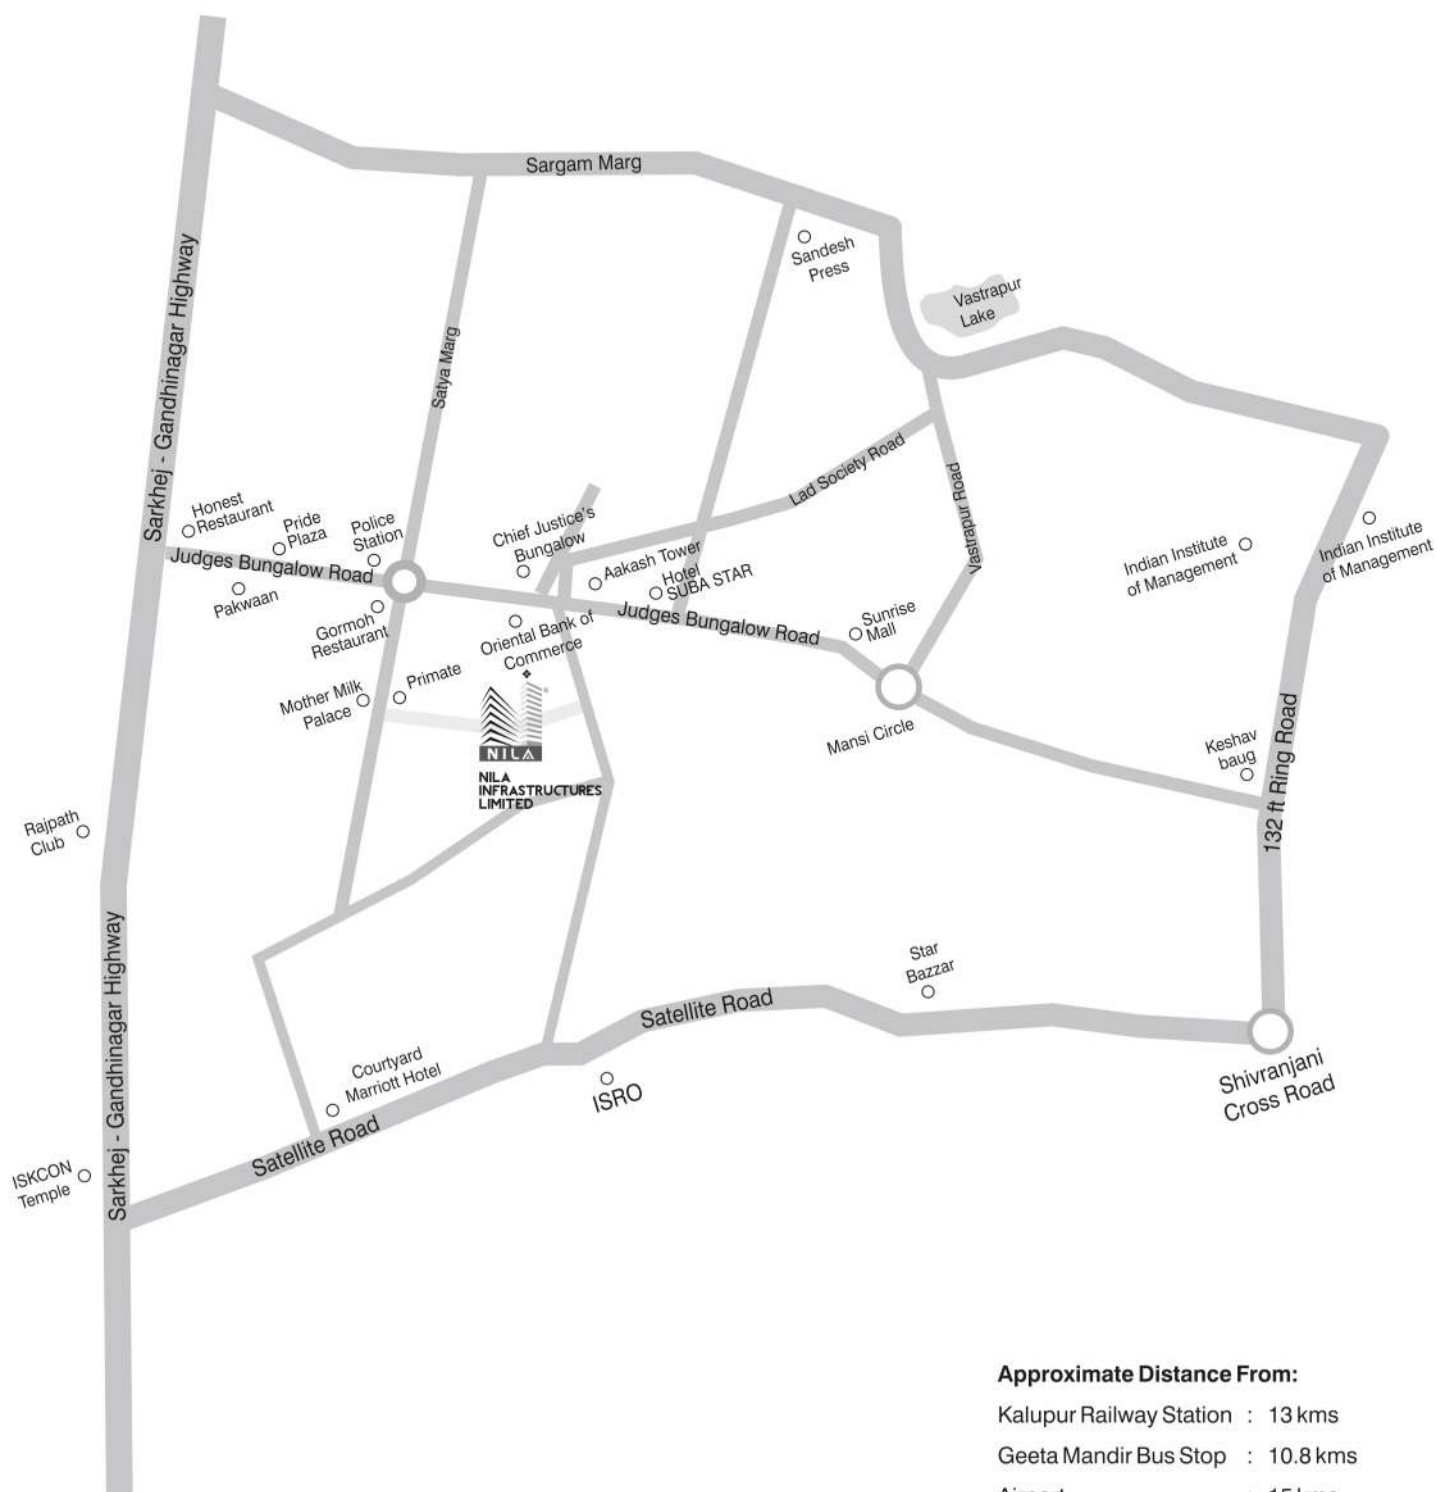 Sargam Marg
Sarkhej - Gandhinagar Highway
Sandesh
Press
Vastrapur
Lake
Satya Marg
Lad Society Road
Vastrapur Road
Honest
Restaurant
Pride
Plaza
Police
Station
Chief Justice's
Bungalow
Aakash Tower
Hotel
SUBA STAR
Indian Institute
of Management
Indian Institute
of Management
Judges Bungalow Road
Pakwaan
Gormoh
Restaurant
Oriental Bank of
Commerce
Judges Bungalow Road
Sunrise
Mall
Mother Milk
Palace
Primate
NILA
NILA
INFRASTRUCTURES
LIMITED
Mansi Circle
Keshav
baug
132 ft Ring Road
Rajpath
Club
Sarkhej - Gandhinagar Highway
Star
Bazzar
Satellite Road
Courtyard
Marriott Hotel
ISRO
Shivranjani
Cross Road
Satellite Road
ISKCON
Temple
Approximate Distance From:
Kalupur Railway Station : 13 kms
Geeta Mandir Bus Stop : 10.8 kms
Airport : 15 kms